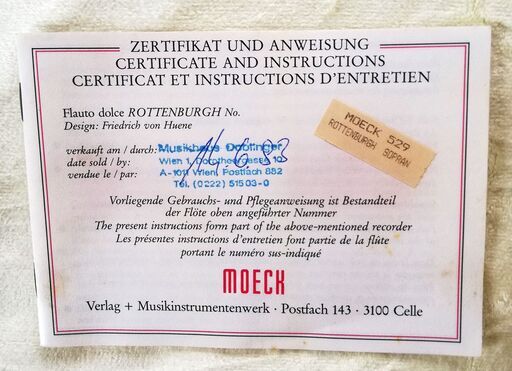 ZERTIFIKAT UND ANWEISUNG
CERTIFICATE AND INSTRUCTIONS
CERTIFICAT ET INSTRUCTIONS D'ENTRETIEN
Flauto dolce ROTTENBURGH No.
Design: Friedrich von Huene
MOECK 529
ROTTENBURGH SOPRAN
verkauft am / durch: Musikhaus Doblinger
date sold / by: Wien 1, Dorotheergasse 10
vendue le / par: A-1011 Wien, Postfach 882
Tel. (0222) 51503-0
Vorliegende Gebrauchs- und Pflegeanweisung ist Bestandteil
der Flöte oben angeführter Nummer
The present instructions form part of the above-mentioned recorder
Les présentes instructions d'entretien font partie de la flûte
portant le numéro sus-indiqué
MOECK
Verlag + Musikinstrumentenwerk · Postfach 143 · 3100 Celle